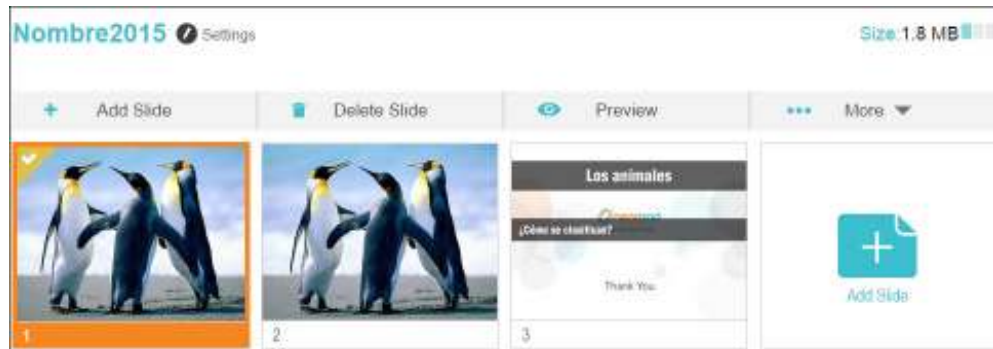 Nombre2015 Settings
Size:1.8 MB
+ Add Slide
Delete Slide
Preview
••• More
Los animales
¿Cómo se clasifican?
Thank You
Add Slide
1
2
3